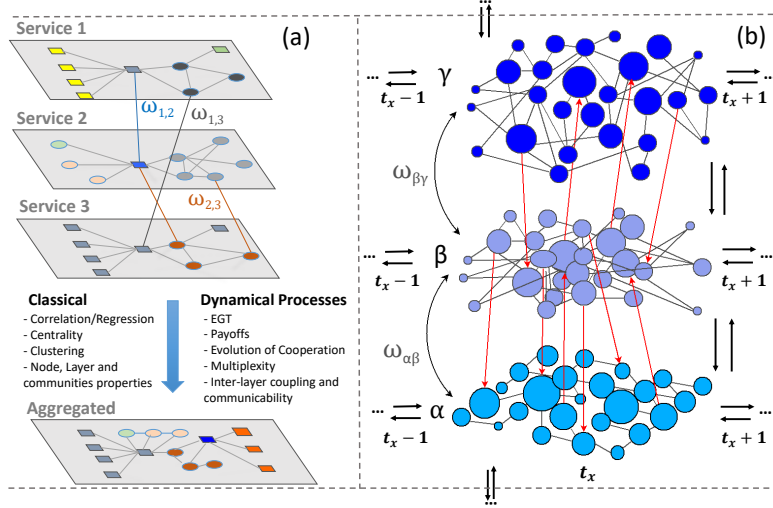 Service 1
(a)
ω1,2
ω1,3
Service 2
ω2,3
Service 3
Classical
- Correlation/Regression
- Centrality
- Clustering
- Node, Layer and
communities properties
Dynamical Processes
- EGT
- Payoffs
- Evolution of Cooperation
- Multiplexity
- Inter-layer coupling and
communicability
Aggregated
...
(b)
...
γ
...
tx − 1
tx + 1
ωβγ
...
β
...
tx − 1
tx + 1
ωαβ
...
α
...
tx − 1
tx + 1
tx
...